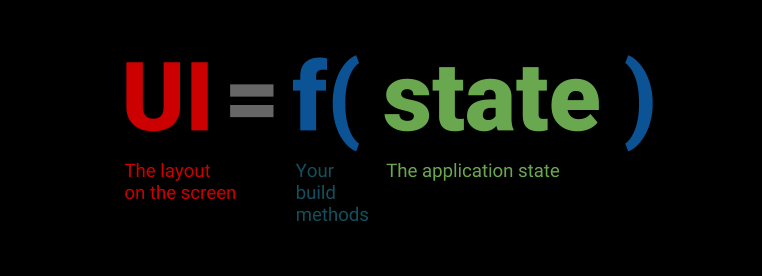 UI = f( state )
The layout
on the screen
Your
build
methods
The application state